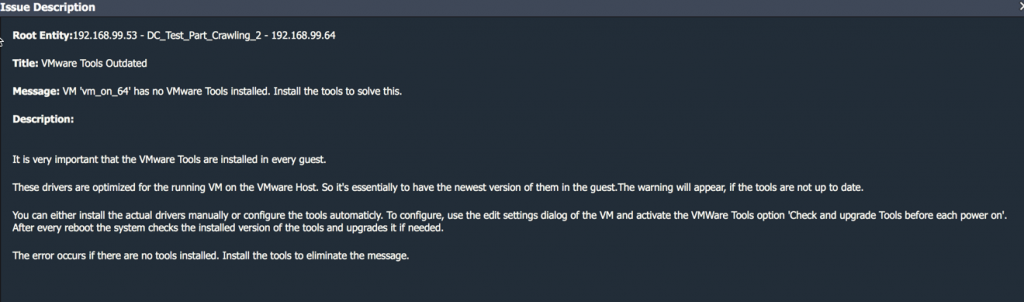 Issue Description
Root Entity:192.168.99.53 - DC_Test_Part_Crawling_2 - 192.168.99.64
Title: VMware Tools Outdated
Message: VM 'vm_on_64' has no VMware Tools installed. Install the tools to solve this.
Description:
It is very important that the VMware Tools are installed in every guest.
These drivers are optimized for the running VM on the VMware Host. So it's essentially to have the newest version of them in the guest.The warning will appear, if the tools are not up to date.
You can either install the actual drivers manually or configure the tools automaticly. To configure, use the edit settings dialog of the VM and activate the VMWare Tools option 'Check and upgrade Tools before each power on'.
After every reboot the system checks the installed version of the tools and upgrades it if needed.
The error occurs if there are no tools installed. Install the tools to eliminate the message.